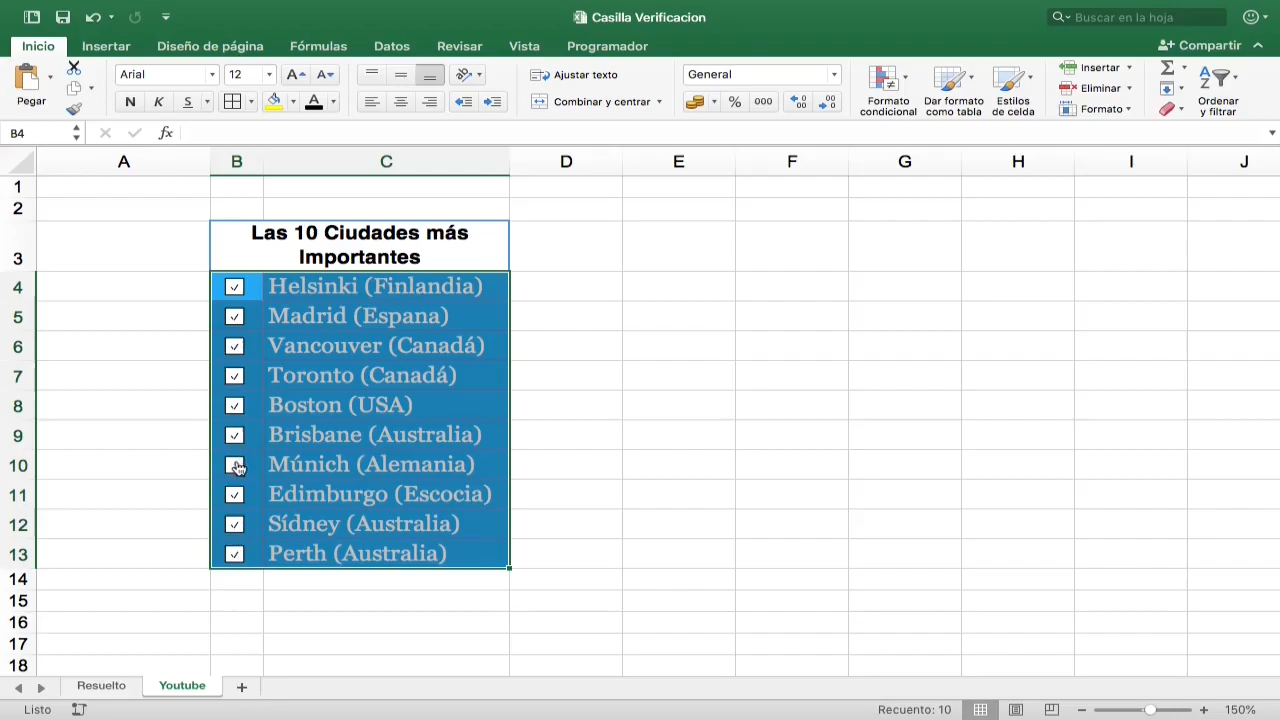 Casilla Verificacion
Buscar en la hoja
Inicio Insertar Diseño de página Fórmulas Datos Revisar Vista Programador
Compartir
Pegar
Arial 12
N K S
A
Ajustar texto
Combinar y centrar
General
% 000
Formato condicional
Dar formato como tabla
Estilos de celda
Insertar
Eliminar
Formato
Ordenar y filtrar
B4
fx
A B C D E F G H I J
1
2
3 Las 10 Ciudades más
Importantes
4 Helsinki (Finlandia)
5 Madrid (Espana)
6 Vancouver (Canadá)
7 Toronto (Canadá)
8 Boston (USA)
9 Brisbane (Australia)
10 Múnich (Alemania)
11 Edimburgo (Escocia)
12 Sídney (Australia)
13 Perth (Australia)
14
15
16
17
18
Resuelto Youtube
Listo
Recuento: 10
150%